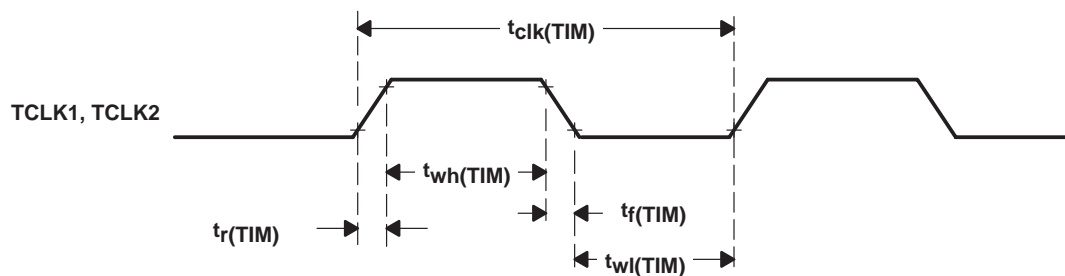 tclk(TIM)
TCLK1, TCLK2
twh(TIM)
tr(TIM)
tf(TIM)
twl(TIM)